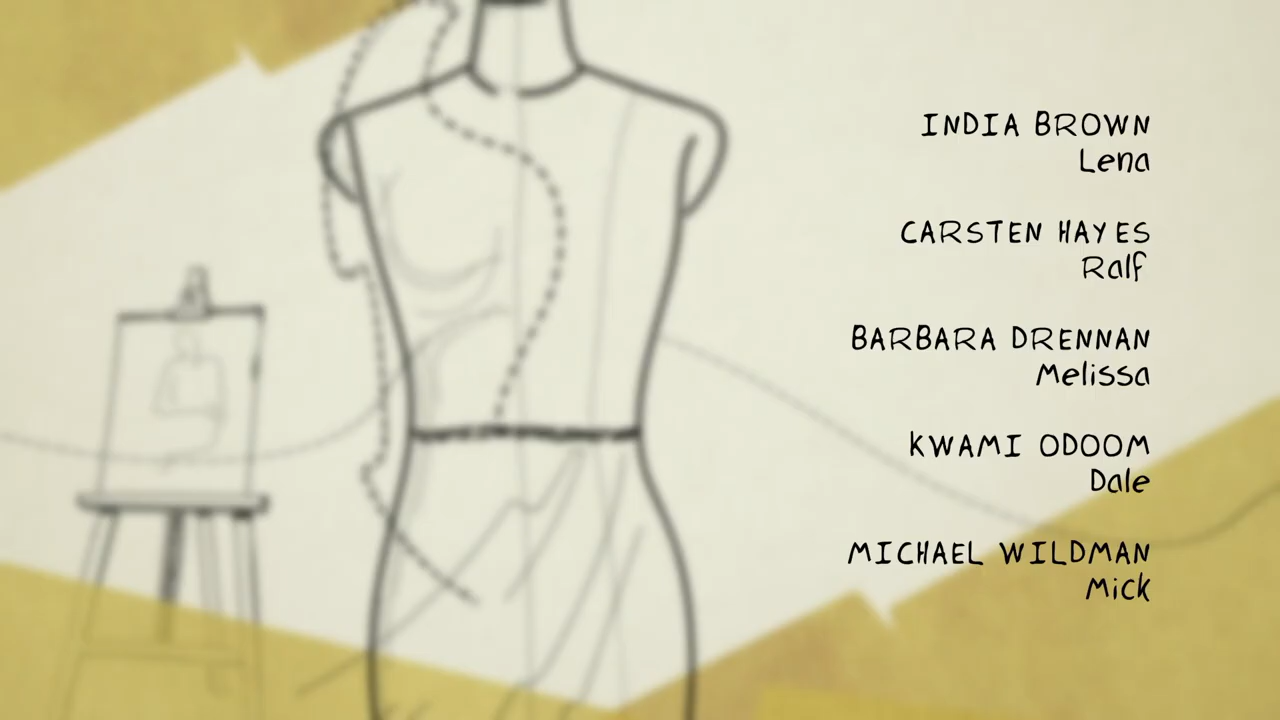 INDIA BROWN
Lena
CARSTEN HAYES
Ralf
BARBARA DRENNAN
Melissa
KWAMI ODOOM
Dale
MICHAEL WILDMAN
Mick